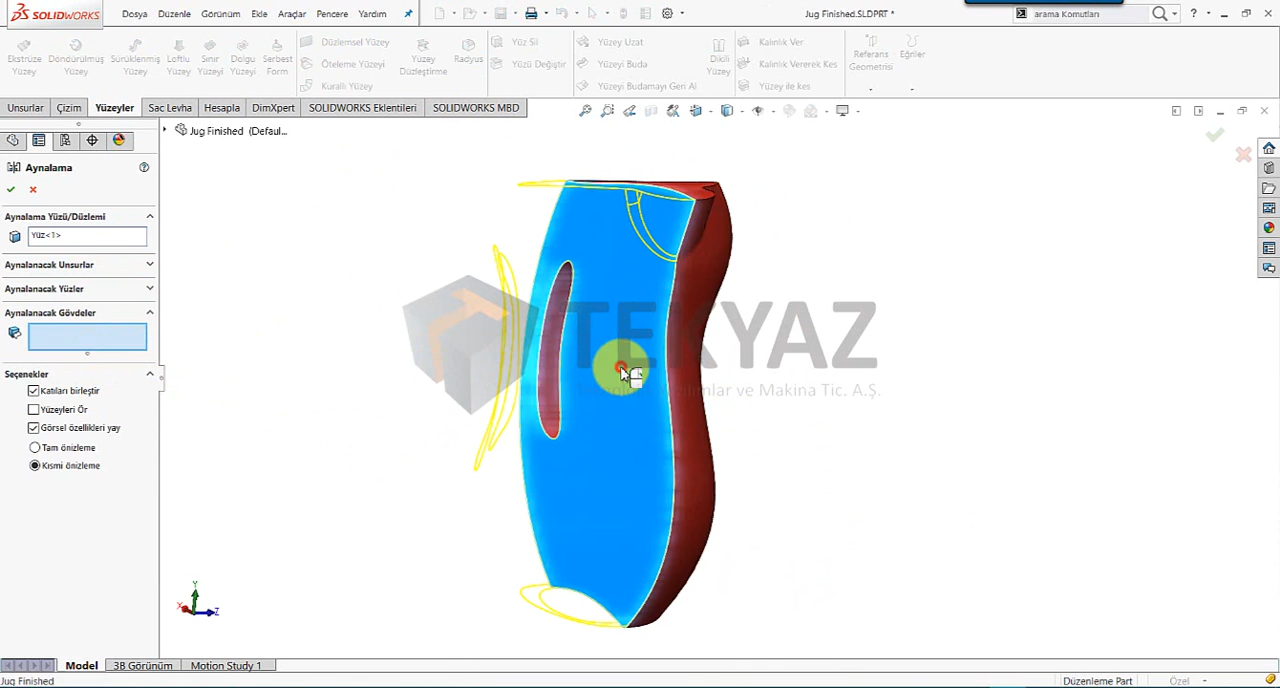 SOLIDWORKS Dosya Düzenle Görünüm Ekle Araçlar Pencere Yardım Jug Finished.SLDPRT * arama Komutları
Ekstrüze Yüzey
Döndürülmüş Yüzey
Sürüklenmiş Yüzey
Loftlu Yüzey
Sınır Yüzeyi
Dolgu Yüzeyi
Serbest Form
Düzlemsel Yüzey
Öteleme Yüzeyi
Kurallı Yüzey
Yüzey Düzleştirme
Radyus
Yüz Sil
Yüzü Değiştir
Yüzey Uzat
Yüzeyi Buda
Yüzey Budamayı Geri Al
Dikili Yüzey
Kalınlık Ver
Kalınlık Vererek Kes
Yüzey ile kes
Referans Geometrisi
Eğriler
Unsurlar Çizim Yüzeyler Sac Levha Hesapla DimXpert SOLIDWORKS Eklentileri SOLIDWORKS MBD
Jug Finished (Defaul...
Aynalama
Aynalama Yüzü/Düzlemi
Yüz<1>
Aynalanacak Unsurlar
Aynalanacak Yüzler
Aynalanacak Gövdeler
Seçenekler
Katıları birleştir
Yüzeyleri Ör
Görsel özellikleri yay
Tam önizleme
Kısmi önizleme
TEKYAZ
ve Makina Tic. A.Ş.
Y
X
Z
Model 3B Görünüm Motion Study 1
Jug Finished Düzenleme Part Özel